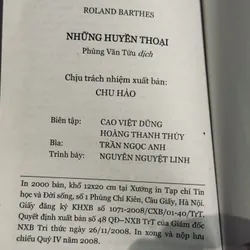 ROLAND BARTHES
NHỮNG HUYỀN THOẠI
Phùng Văn Tửu dịch
Chịu trách nhiệm xuất bản:
CHU HẢO
Biên tập: CAO VIỆT DŨNG
HOÀNG THANH THỦY
Bìa: TRẦN NGỌC ANH
Trình bày: NGUYỄN NGUYỆT LINH
In 2000 bản, khổ 12x20 cm tại Xưởng in Tạp chí Tin
học và Đời sống, số 1 Phùng Chí Kiên, Cầu Giấy, Hà Nội.
Giấy đăng ký KHXB số 1071-2008/CXB/01-40/TrT.
Quyết định xuất bản số 48 QĐ–NXB TrT của Giám đốc
NXB Tri thức ngày 26/11/2008. In xong và nộp lưu
chiểu Quý IV năm 2008.